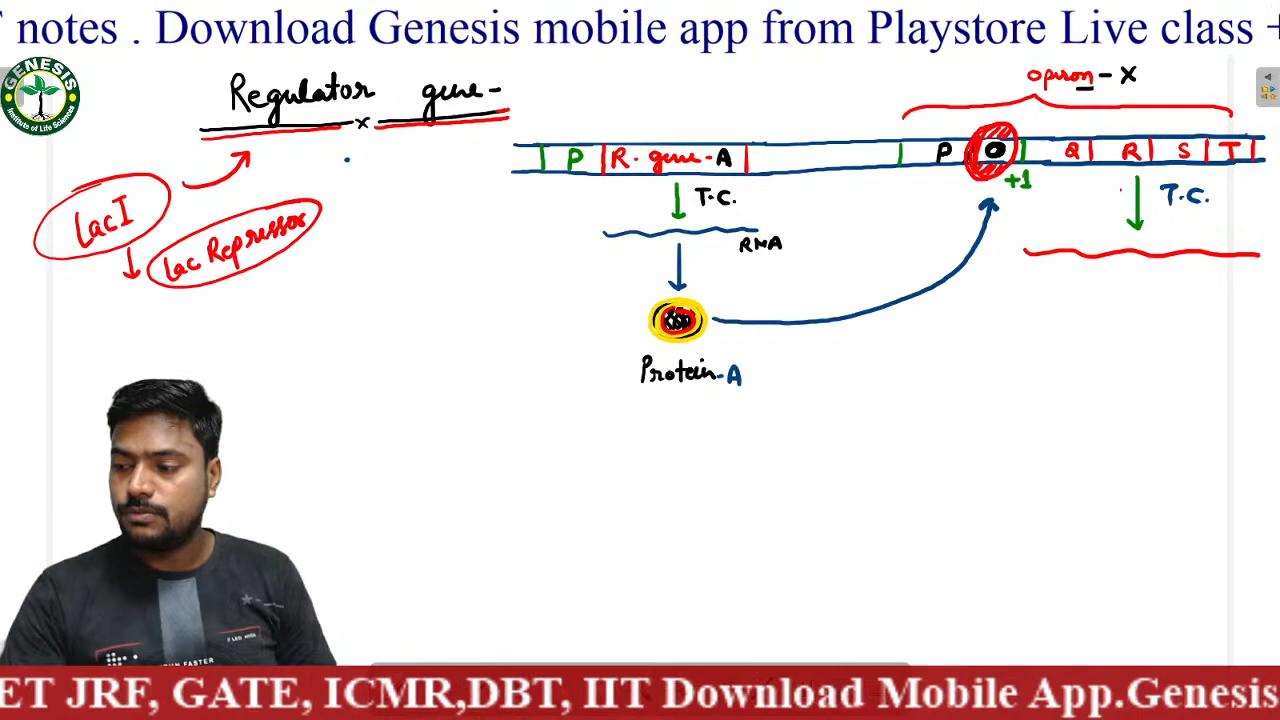 T notes . Download Genesis mobile app from Playstore Live class +
GENESIS
Institute of Life Sciences
Regulator gene-
x
operon - X
P R. gene-A P O Q R S T
+1
T.C. T.C.
RNA
LacI
Lac Repressor
Protein-A
FASTER
ET JRF, GATE, ICMR,DBT, IIT Download Mobile App.Genesis